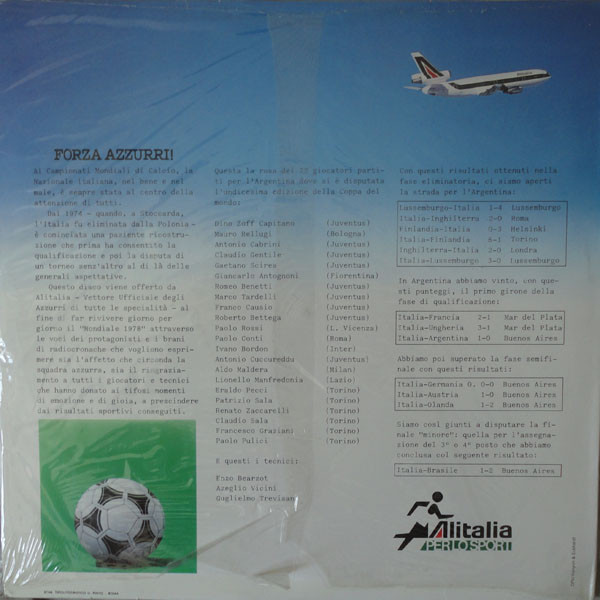 FORZA AZZURRI!
Ai Campionati Mondiali di Calcio, la
Nazionale Italiana, nel bene e nel
male, è sempre stata al centro della
attenzione di tutti.
Dal 1974 - quando, a Stoccarda,
l'Italia fu eliminata dalla Polonia -
è cominciata una paziente ricostru-
zione che prima ha consentito la
qualificazione e poi la disputa di
un torneo senz'altro al di là delle
generali aspettative.
Questo disco viene offerto da
Alitalia - Vettore Ufficiale degli
Azzurri di tutte le specialità - al
fine di far rivivere giorno per
giorno il "Mondiale 1978" attraverso
le voci dei protagonisti e i brani
di radiocronache che vogliono espri-
mere sia l'affetto che circonda la
squadra azzurra, sia il ringrazia-
mento a tutti i giocatori e tecnici
che hanno donato ai tifosi momenti
di emozione e di gioia, a prescindere
dai risultati sportivi conseguiti.
Questa la rosa dei 22 giocatori parti-
ti per l'Argentina dove si è disputata
l'undicesima edizione della Coppa del
mondo:
Dino Zoff Capitano (Juventus)
Mauro Bellugi (Bologna)
Antonio Cabrini (Juventus)
Claudio Gentile (Juventus)
Gaetano Scirea (Juventus)
Giancarlo Antognoni (Fiorentina)
Romeo Benetti (Juventus)
Marco Tardelli (Juventus)
Franco Causio (Juventus)
Roberto Bettega (Juventus)
Paolo Rossi (L. Vicenza)
Paolo Conti (Roma)
Ivano Bordon (Inter)
Antonio Cuccureddu (Juventus)
Aldo Maldera (Milan)
Lionello Manfredonia (Lazio)
Eraldo Pecci (Torino)
Patrizio Sala (Torino)
Renato Zaccarelli (Torino)
Claudio Sala (Torino)
Francesco Graziani (Torino)
Paolo Pulici (Torino)
E questi i tecnici:
Enzo Bearzot
Azeglio Vicini
Guglielmo Trevisan
Con questi risultati ottenuti nella
fase eliminatoria, ci siamo aperti
la strada per l'Argentina:
Lussemburgo-Italia 1-4 Lussemburgo
Italia-Inghilterra 2-0 Roma
Finlandia-Italia 0-3 Helsinki
Italia-Finlandia 6-1 Torino
Inghilterra-Italia 2-0 Londra
Italia-Lussemburgo 3-0 Lussemburgo
In Argentina abbiamo vinto, con que-
sti punteggi, il primo girone della
fase di qualificazione:
Italia-Francia 2-1 Mar del Plata
Italia-Ungheria 3-1 Mar del Plata
Italia-Argentina 1-0 Buenos Aires
Abbiamo poi superato la fase semifi-
nale con questi risultati:
Italia-Germania O. 0-0 Buenos Aires
Italia-Austria 1-0 Buenos Aires
Italia-Olanda 1-2 Buenos Aires
Siamo così giunti a disputare la fi-
nale "minore": quella per l'assegna-
zione del 3° e 4° posto che abbiamo
conclusa col seguente risultato:
Italia-Brasile 1-2 Buenos Aires
Alitalia
PER LO SPORT